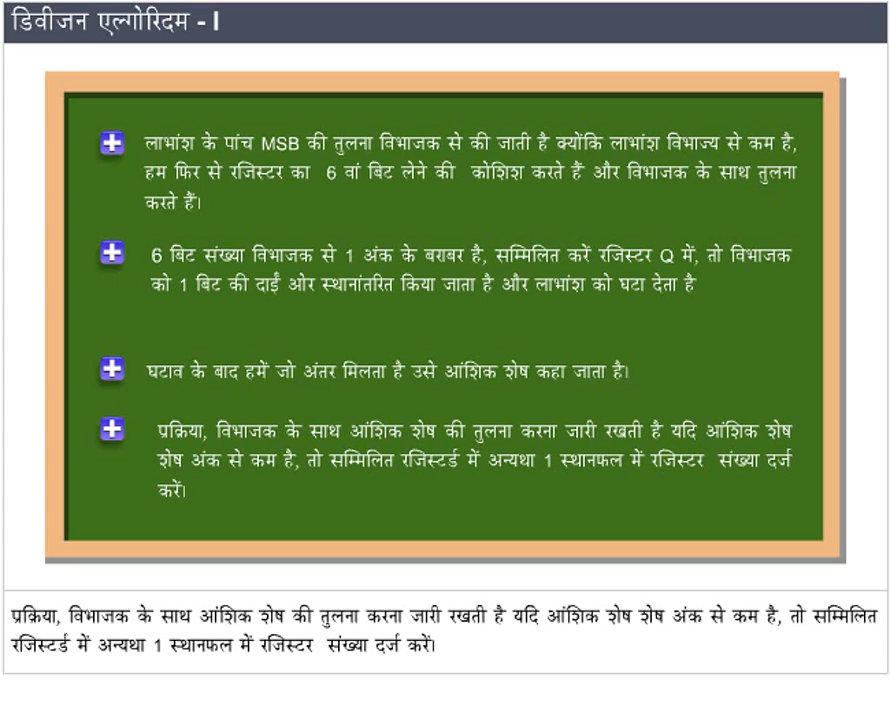 डिवीजन एल्गोरिदम - I
लाभांश के पांच MSB की तुलना विभाजक से की जाती है क्योंकि लाभांश विभाज्य से कम है,
हम फिर से रजिस्टर का 6 वां बिट लेने की कोशिश करते हैं और विभाजक के साथ तुलना
करते हैं।
6 बिट संख्या विभाजक से 1 अंक के बराबर है, सम्मिलित करें रजिस्टर Q में, तो विभाजक
को 1 बिट की दाईं ओर स्थानांतरित किया जाता है और लाभांश को घटा देता है
घटाव के बाद हमें जो अंतर मिलता है उसे आंशिक शेष कहा जाता है।
प्रक्रिया, विभाजक के साथ आंशिक शेष की तुलना करना जारी रखती है यदि आंशिक शेष
शेष अंक से कम है, तो सम्मिलित रजिस्टर्ड में अन्यथा 1 स्थानफल में रजिस्टर संख्या दर्ज
करें।
प्रक्रिया, विभाजक के साथ आंशिक शेष की तुलना करना जारी रखती है यदि आंशिक शेष शेष अंक से कम है, तो सम्मिलित
रजिस्टर्ड में अन्यथा 1 स्थानफल में रजिस्टर संख्या दर्ज करें।